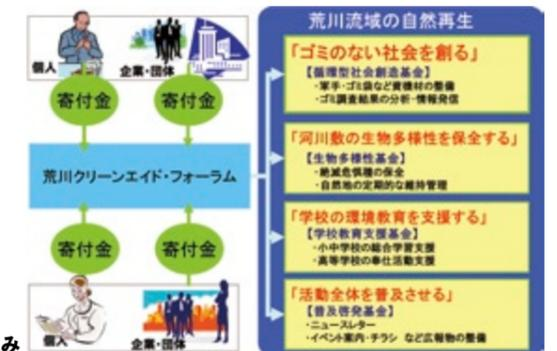 個人
企業・団体
寄付金
寄付金
荒川クリーンエイド・フォーラム
寄付金
寄付金
個人
企業・団体
み
荒川流域の自然再生
「ゴミのない社会を創る」
【循環型社会創造基金】
・軍手・ゴミ袋など資機材の整備
・ゴミ調査結果の分析・情報発信
「河川敷の生物多様性を保全する」
【生物多様性基金】
・絶滅危惧種の保全
・自然地の定期的な維持管理
「学校の環境教育を支援する」
【学校教育支援基金】
・小中学校の総合学習支援
・高等学校の奉仕活動支援
「活動全体を普及させる」
【普及啓発基金】
・ニュースレター
・イベント案内・チラシ など広報物の整備